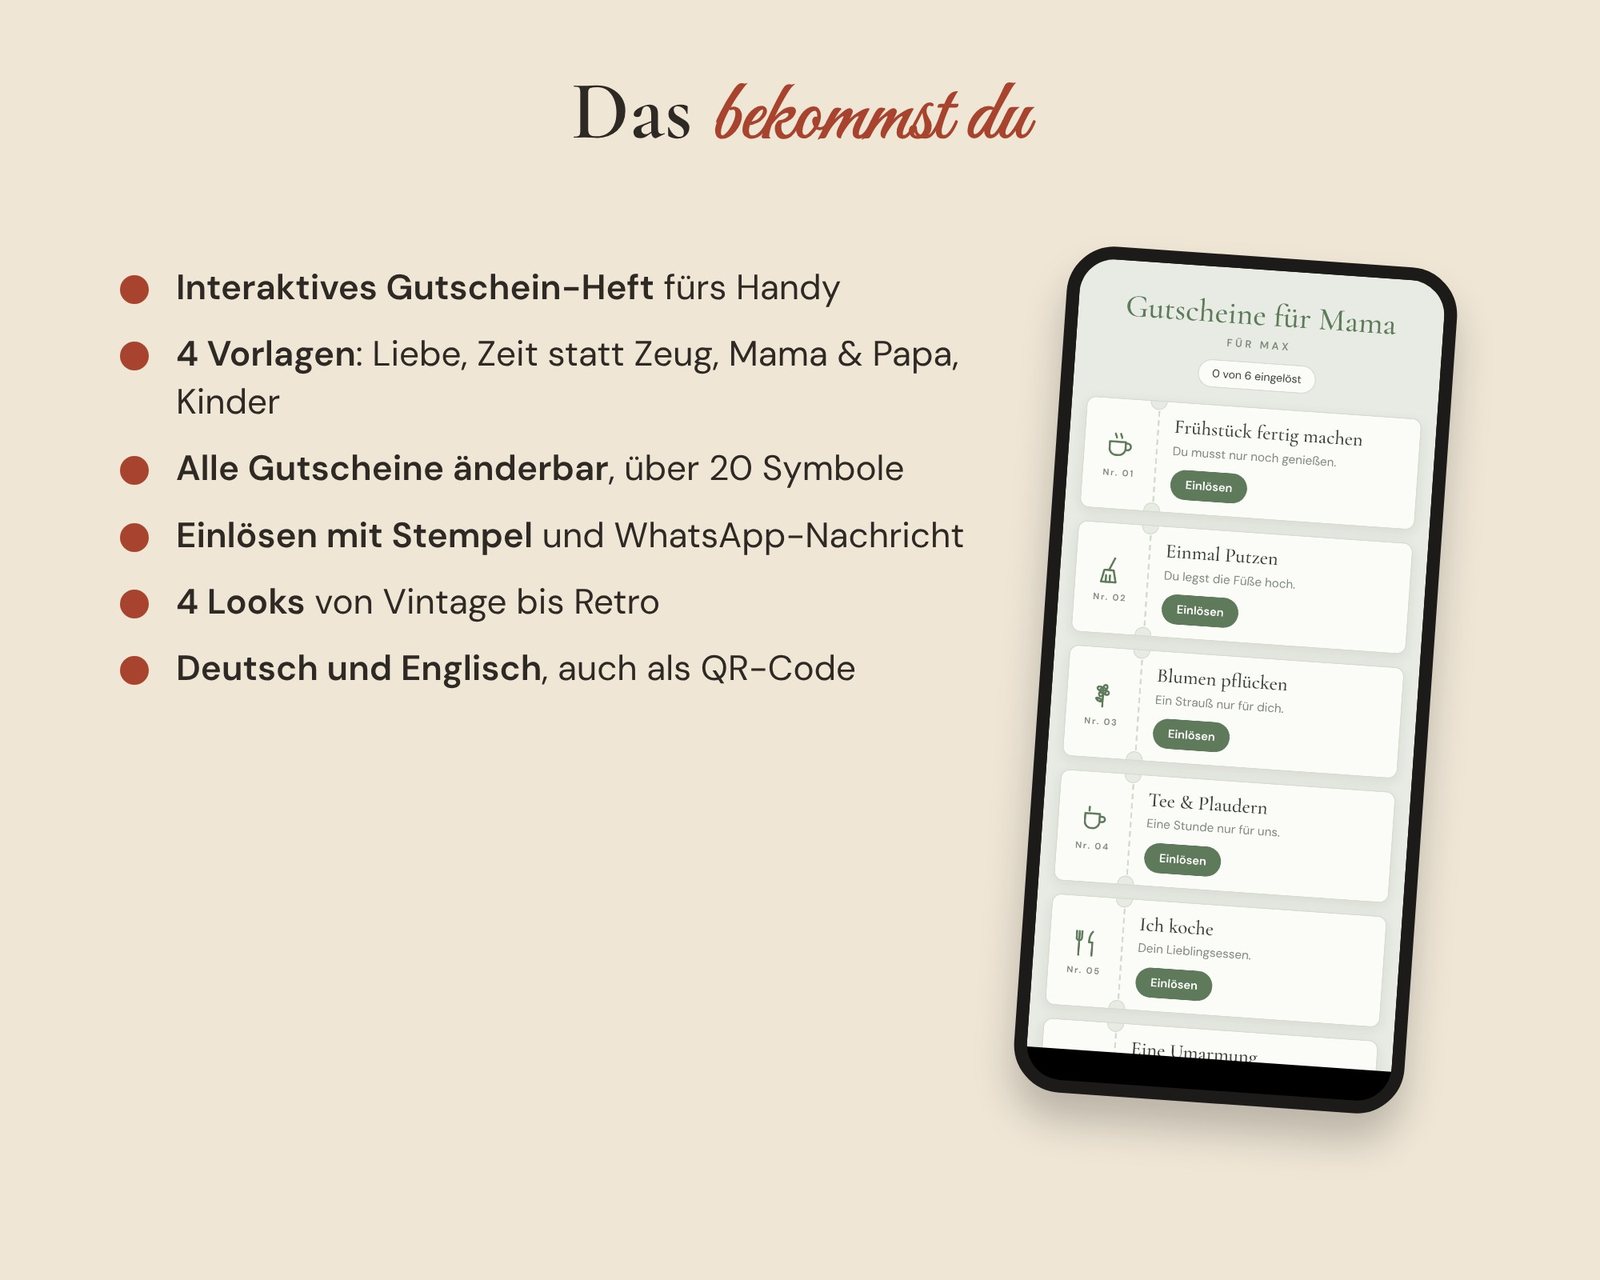 Das bekommst du
Interaktives Gutschein-Heft fürs Handy
4 Vorlagen: Liebe, Zeit statt Zeug, Mama & Papa,
Kinder
Alle Gutscheine änderbar, über 20 Symbole
Einlösen mit Stempel und WhatsApp-Nachricht
4 Looks von Vintage bis Retro
Deutsch und Englisch, auch als QR-Code
Gutscheine für Mama
FÜR MAX
0 von 6 eingelöst
Frühstück fertig machen
Du musst nur noch genießen.
Nr. 01
Einlösen
Einmal Putzen
Du legst die Füße hoch.
Nr. 02
Einlösen
Blumen pflücken
Ein Strauß nur für dich.
Nr. 03
Einlösen
Tee & Plaudern
Eine Stunde nur für uns.
Nr. 04
Einlösen
Ich koche
Dein Lieblingsessen.
Nr. 05
Einlösen
Eine Umarmung